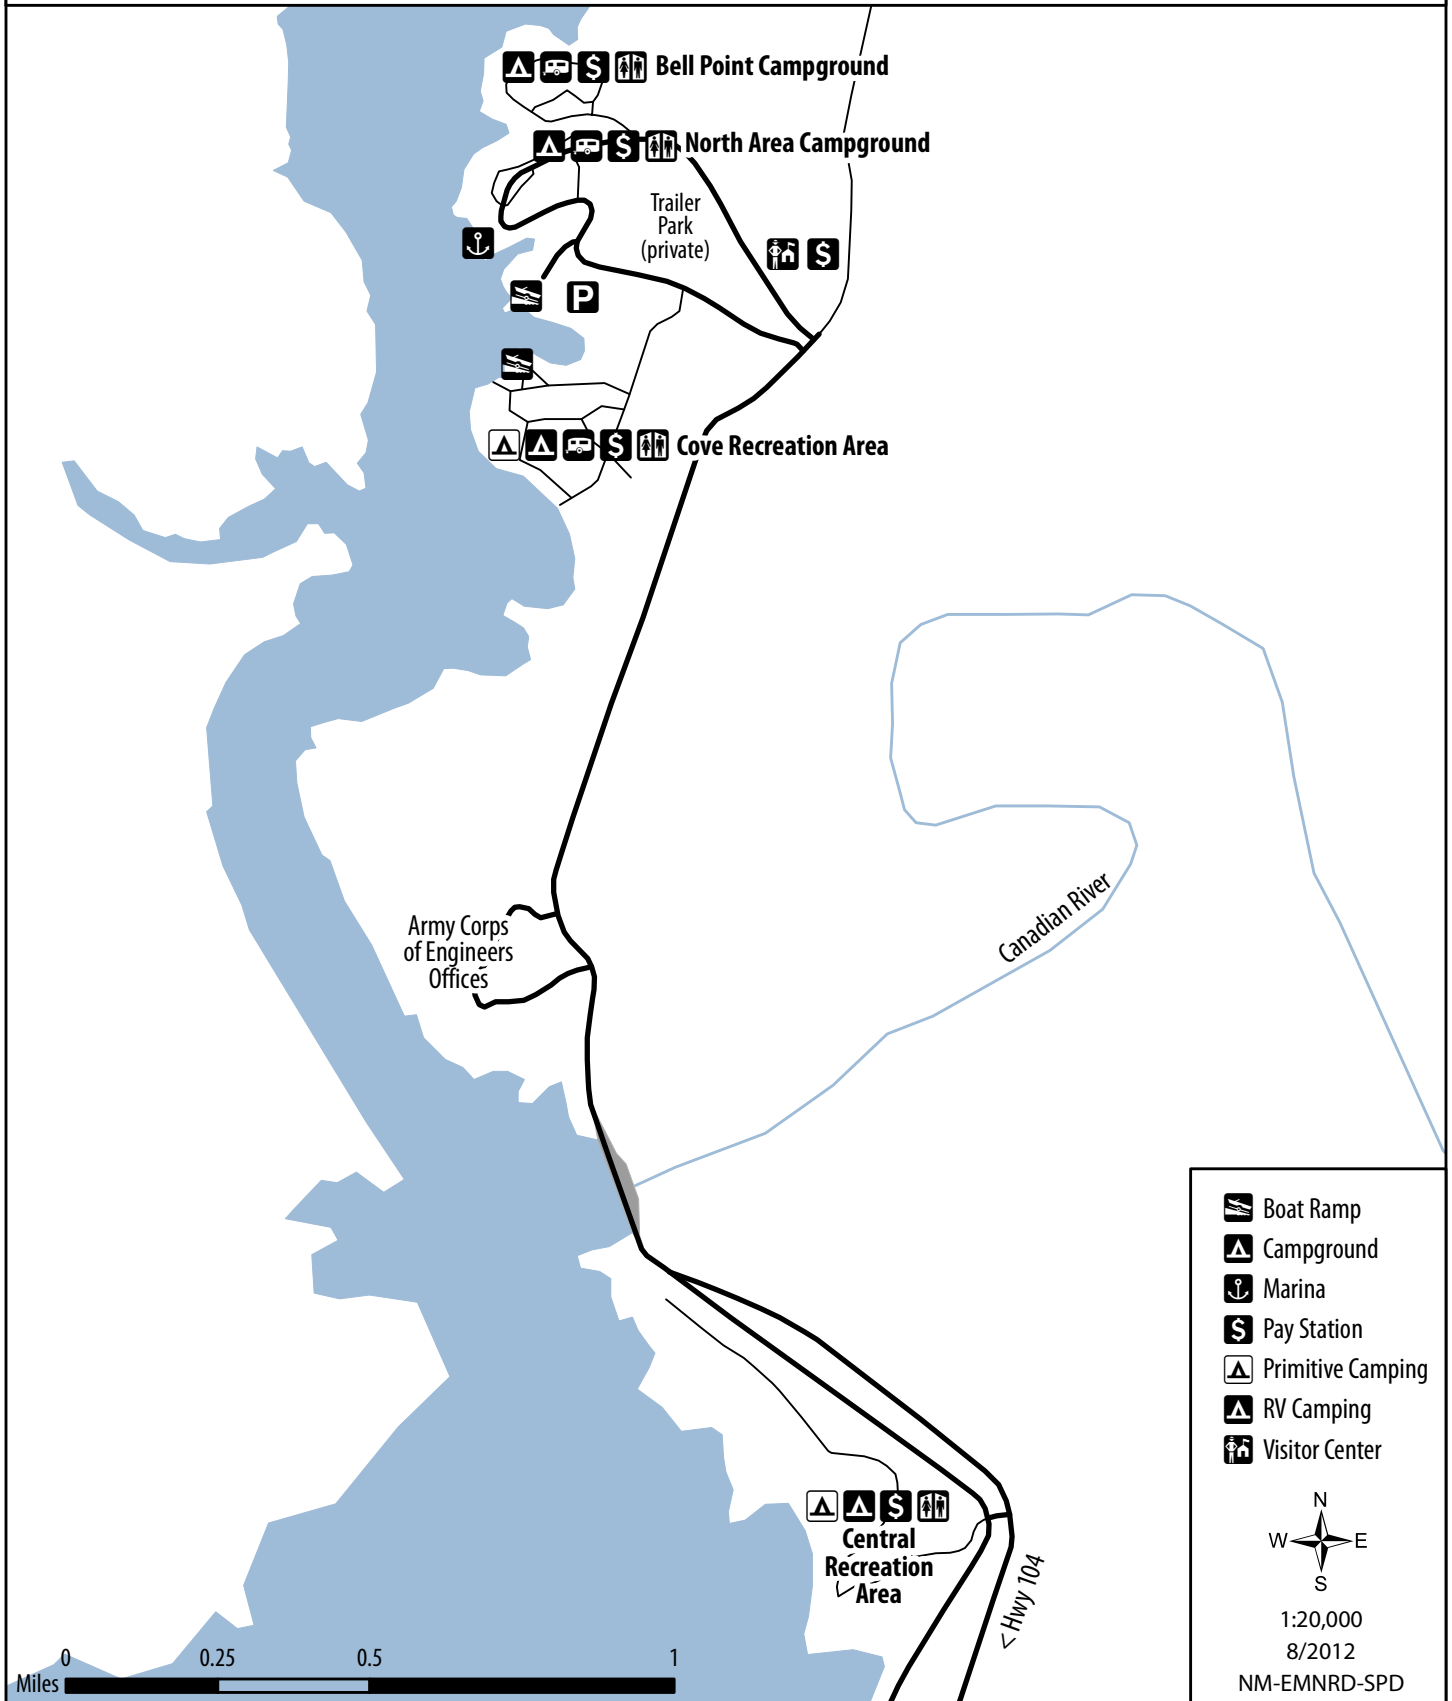 $ Bell Point Campground
$ North Area Campground
Trailer
Park
(private)
$
P
$ Cove Recreation Area
Canadian River
Army Corps
of Engineers
Offices
Boat Ramp
Campground
Marina
$ Pay Station
Primitive Camping
RV Camping
Visitor Center
$
Central
Recreation
Area
< Hwy 104
N
W E
S
1:20,000
8/2012
NM-EMNRD-SPD
0 0.25 0.5 1
Miles